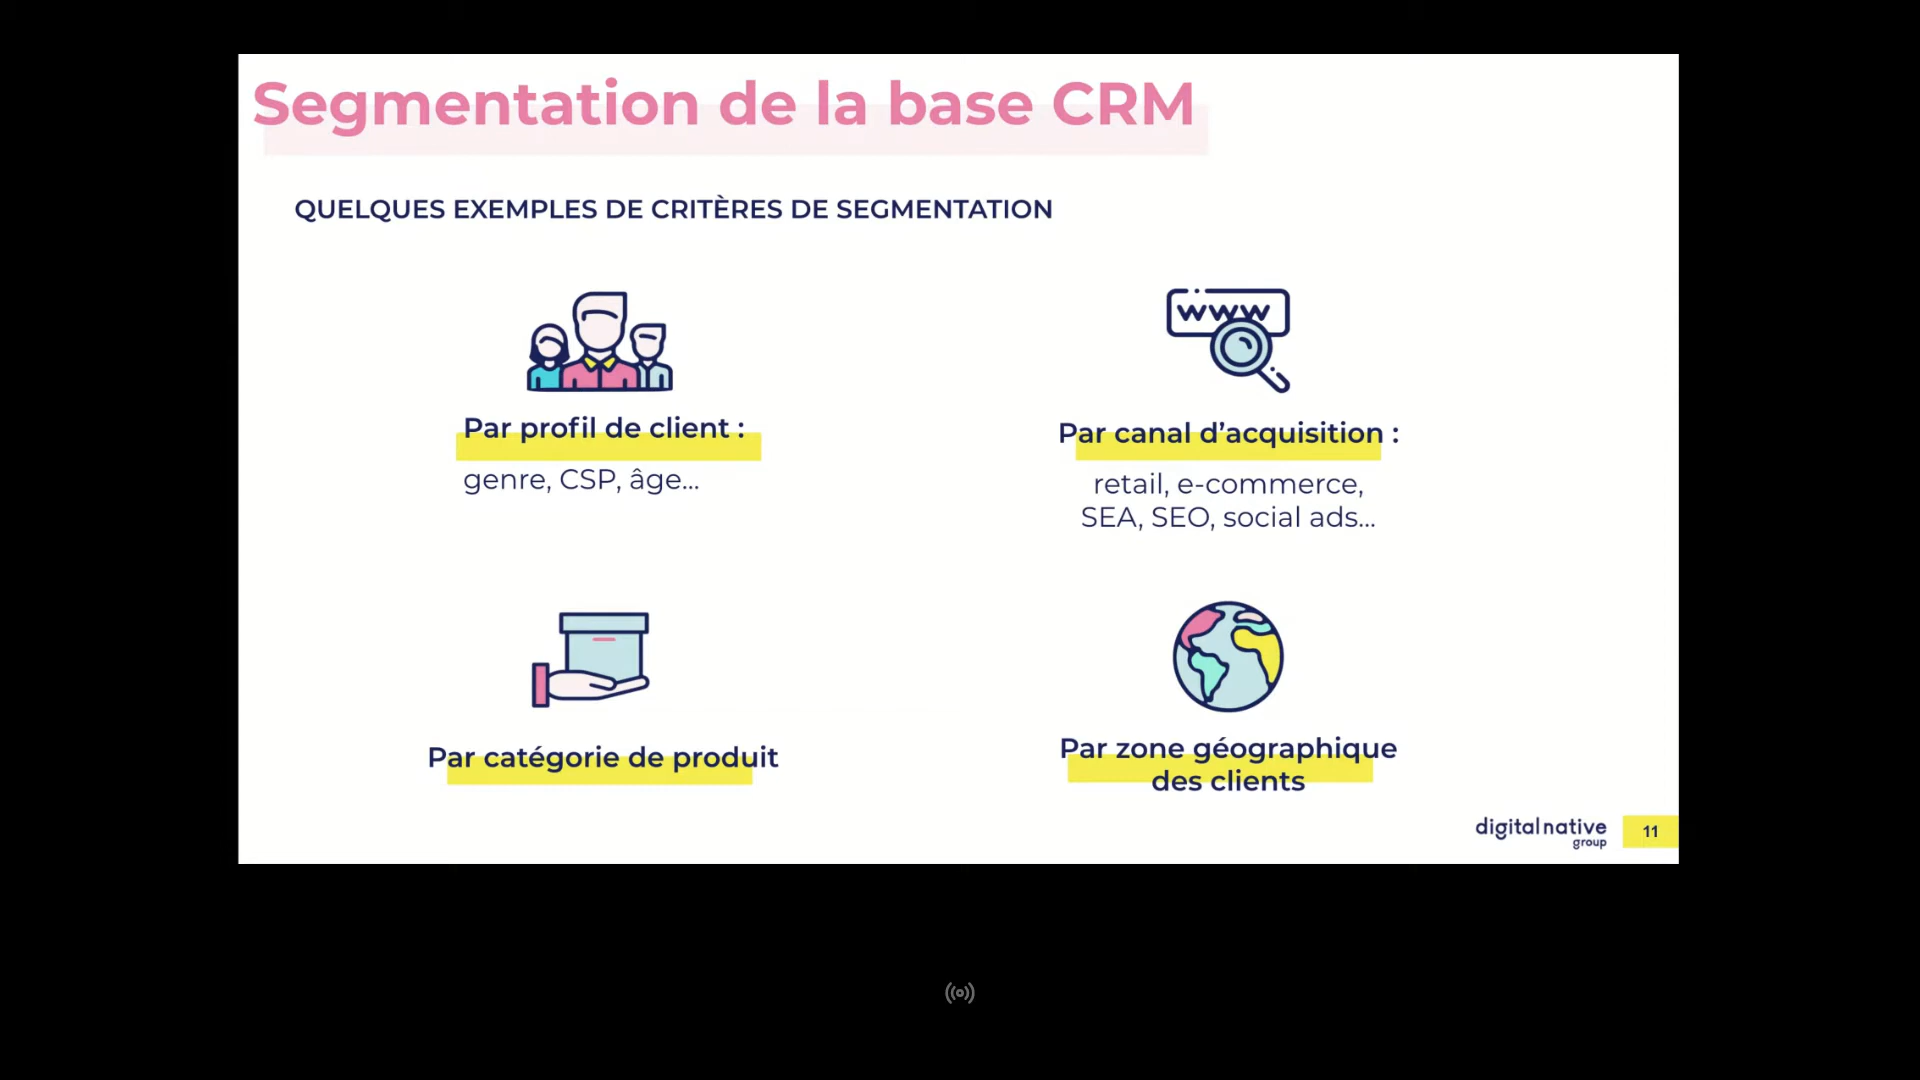 Segmentation de la base CRM
QUELQUES EXEMPLES DE CRITÈRES DE SEGMENTATION
Par profil de client :
genre, CSP, âge...
www
Par canal d’acquisition :
retail, e-commerce,
SEA, SEO, social ads...
Par catégorie de produit
Par zone géographique
des clients
digital native
group
11